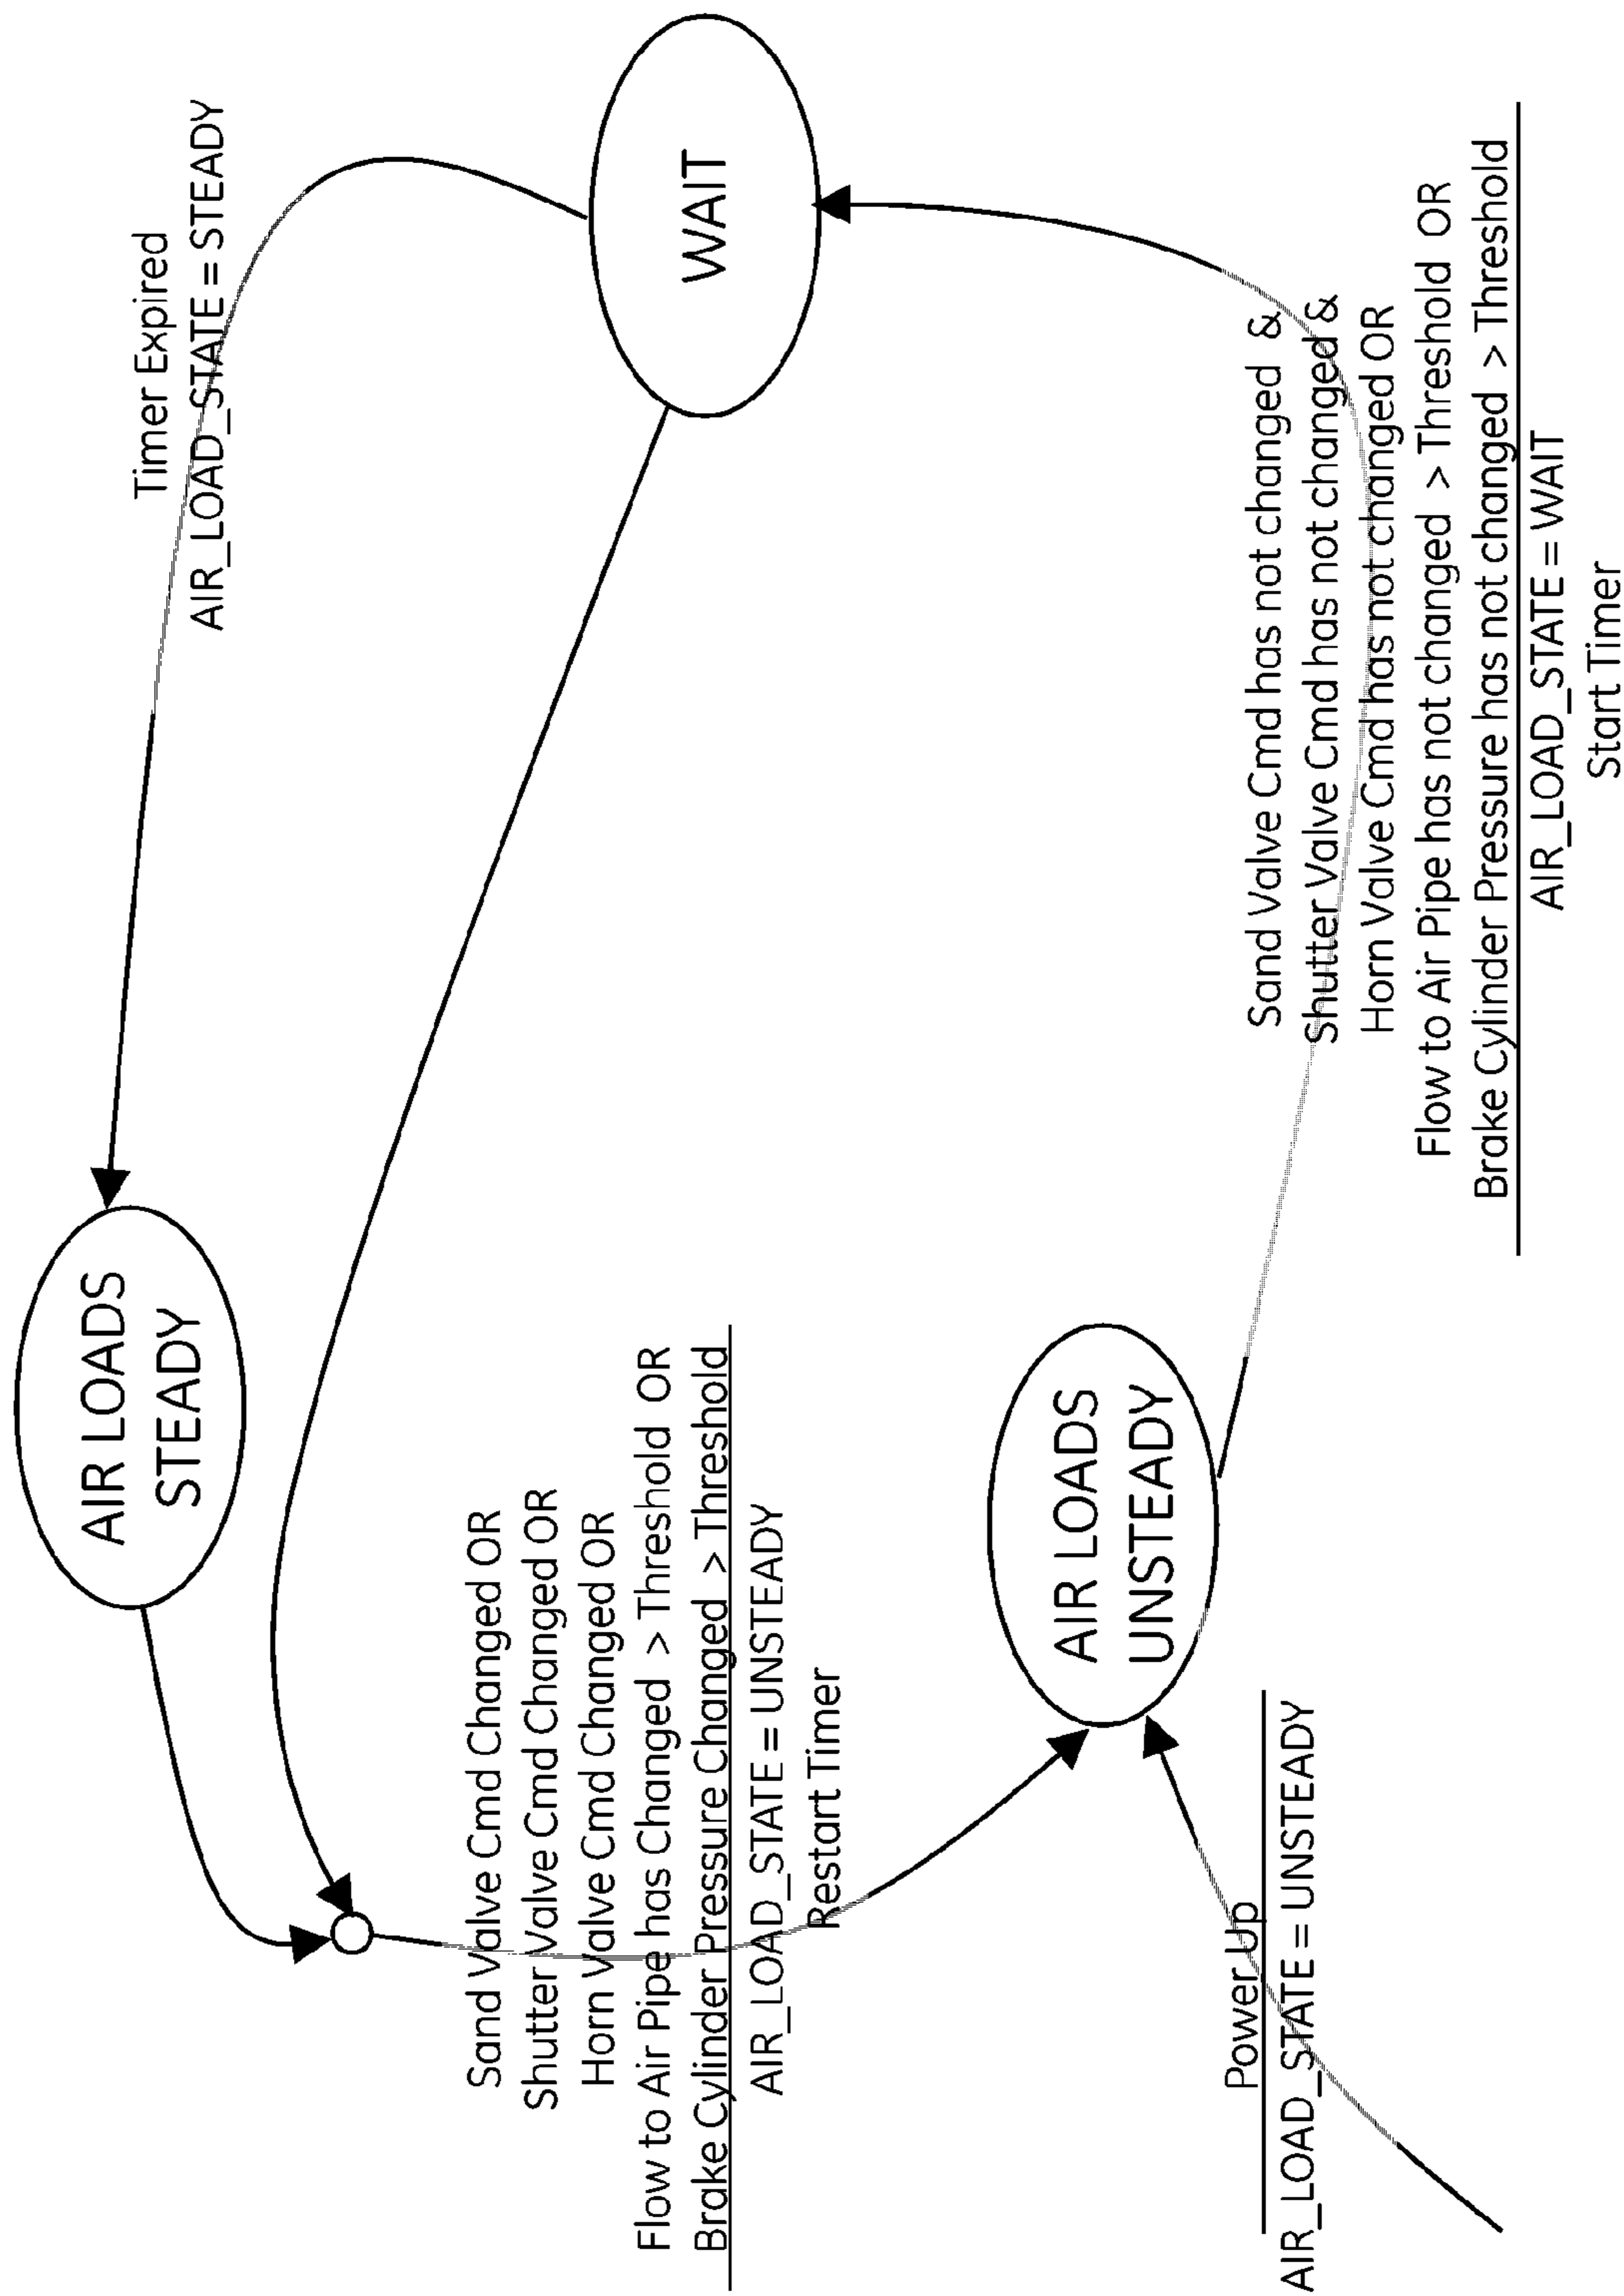 AIR LOADS
STEADY
Timer Expired
AIR_LOAD_STATE = STEADY
WAIT
Sand Valve Cmd Changed OR
Shutter Valve Cmd Changed OR
Horn Valve Cmd Changed OR
Flow to Air Pipe has Changed > Threshold OR
Brake Cylinder Pressure Changed > Threshold
AIR_LOAD_STATE = UNSTEADY
Restart Timer
AIR LOADS
UNSTEADY
Power Up
AIR_LOAD_STATE = UNSTEADY
Sand Valve Cmd has not changed &
Shutter Valve Cmd has not changed &
Horn Valve Cmd has not changed OR
Flow to Air Pipe has not changed > Threshold OR
Brake Cylinder Pressure has not changed > Threshold
AIR_LOAD_STATE = WAIT
Start Timer